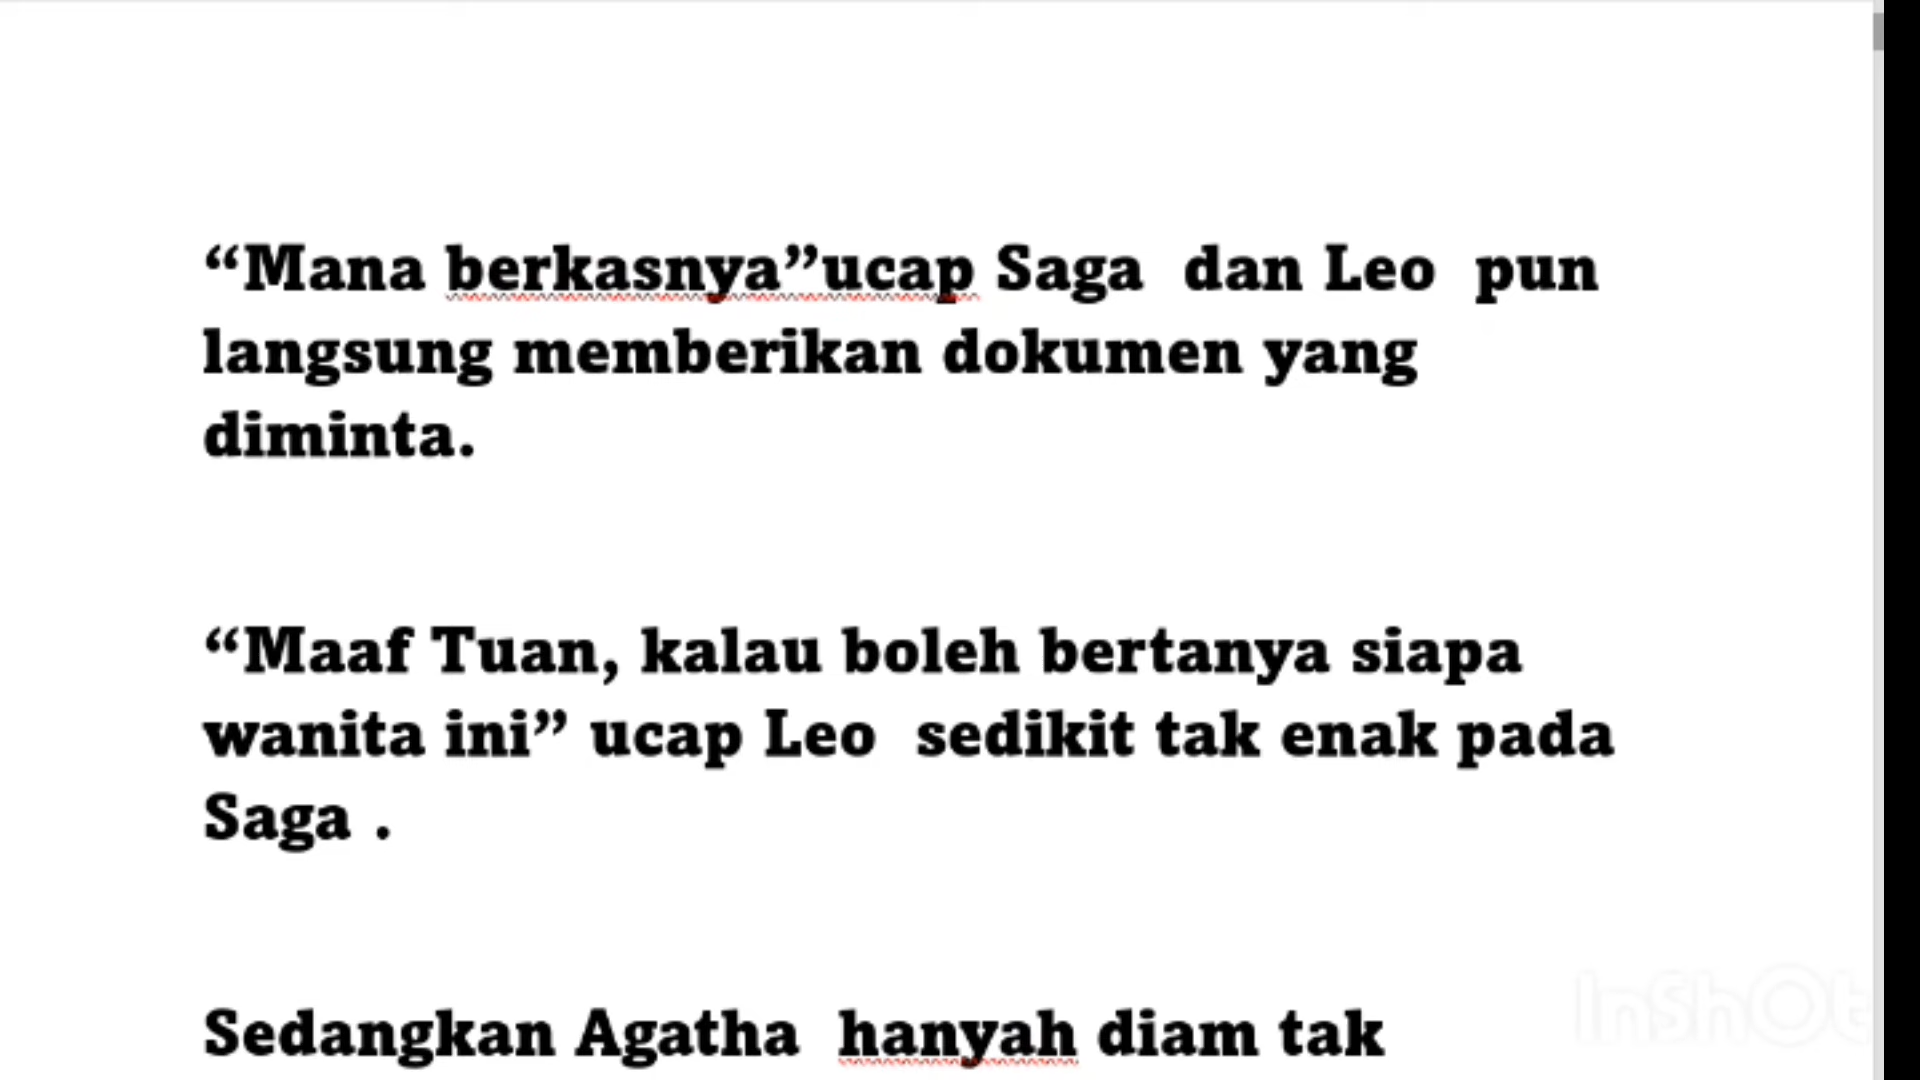 “Mana berkasnya”ucap Saga  dan Leo  pun
langsung memberikan dokumen yang
diminta.
“Maaf Tuan, kalau boleh bertanya siapa
wanita ini” ucap Leo  sedikit tak enak pada
Saga .
Sedangkan Agatha  hanyah diam tak
InShOt